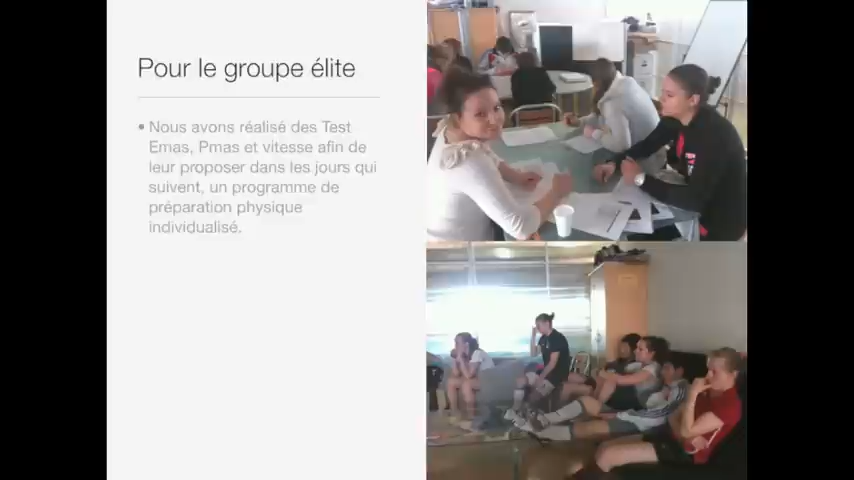 Pour le groupe élite
• Nous avons réalisé des Test
Emas, Pmas et vitesse afin de
leur proposer dans les jours qui
suivent, un programme de
préparation physique
individualisé.